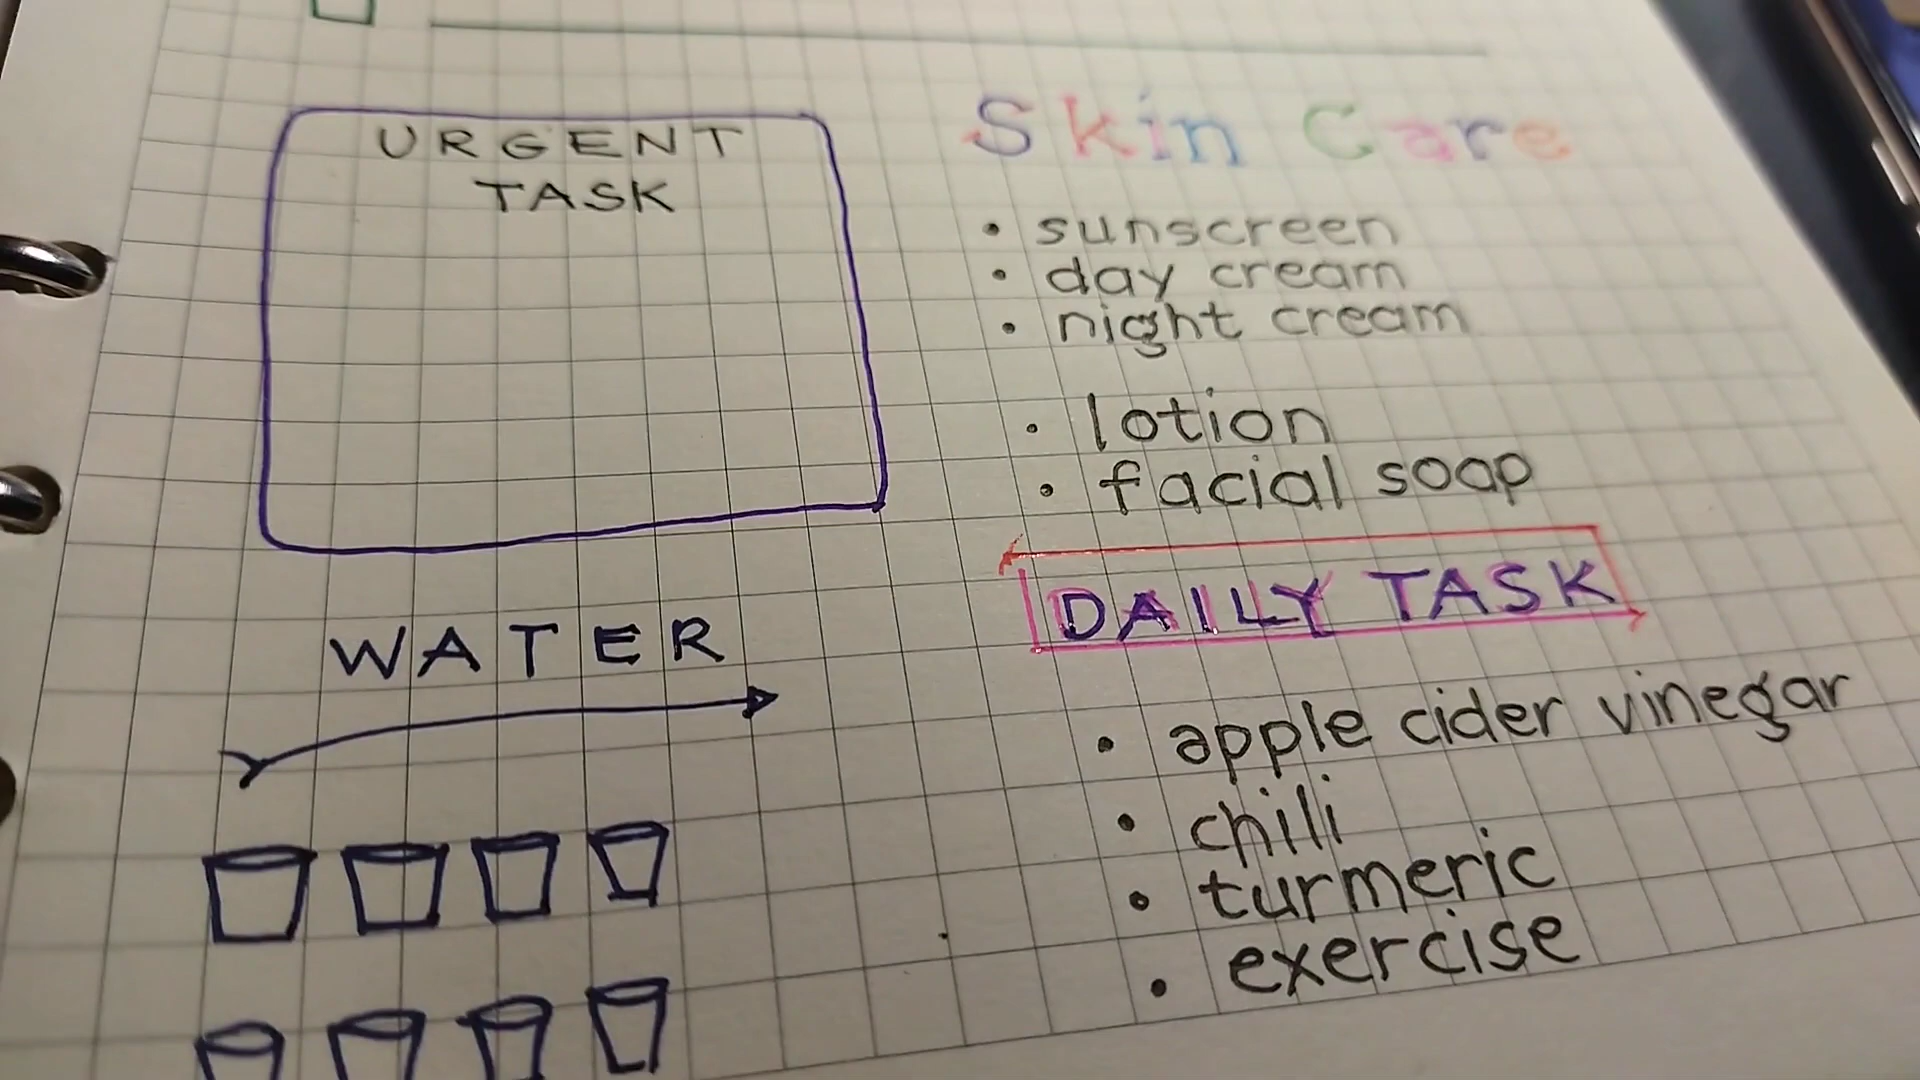 URGENT
TASK
WATER
Skin Care
• sunscreen
• day cream
• night cream
• lotion
• facial soap
DAILY TASK
• apple cider vinegar
• chili
• turmeric
• exercise